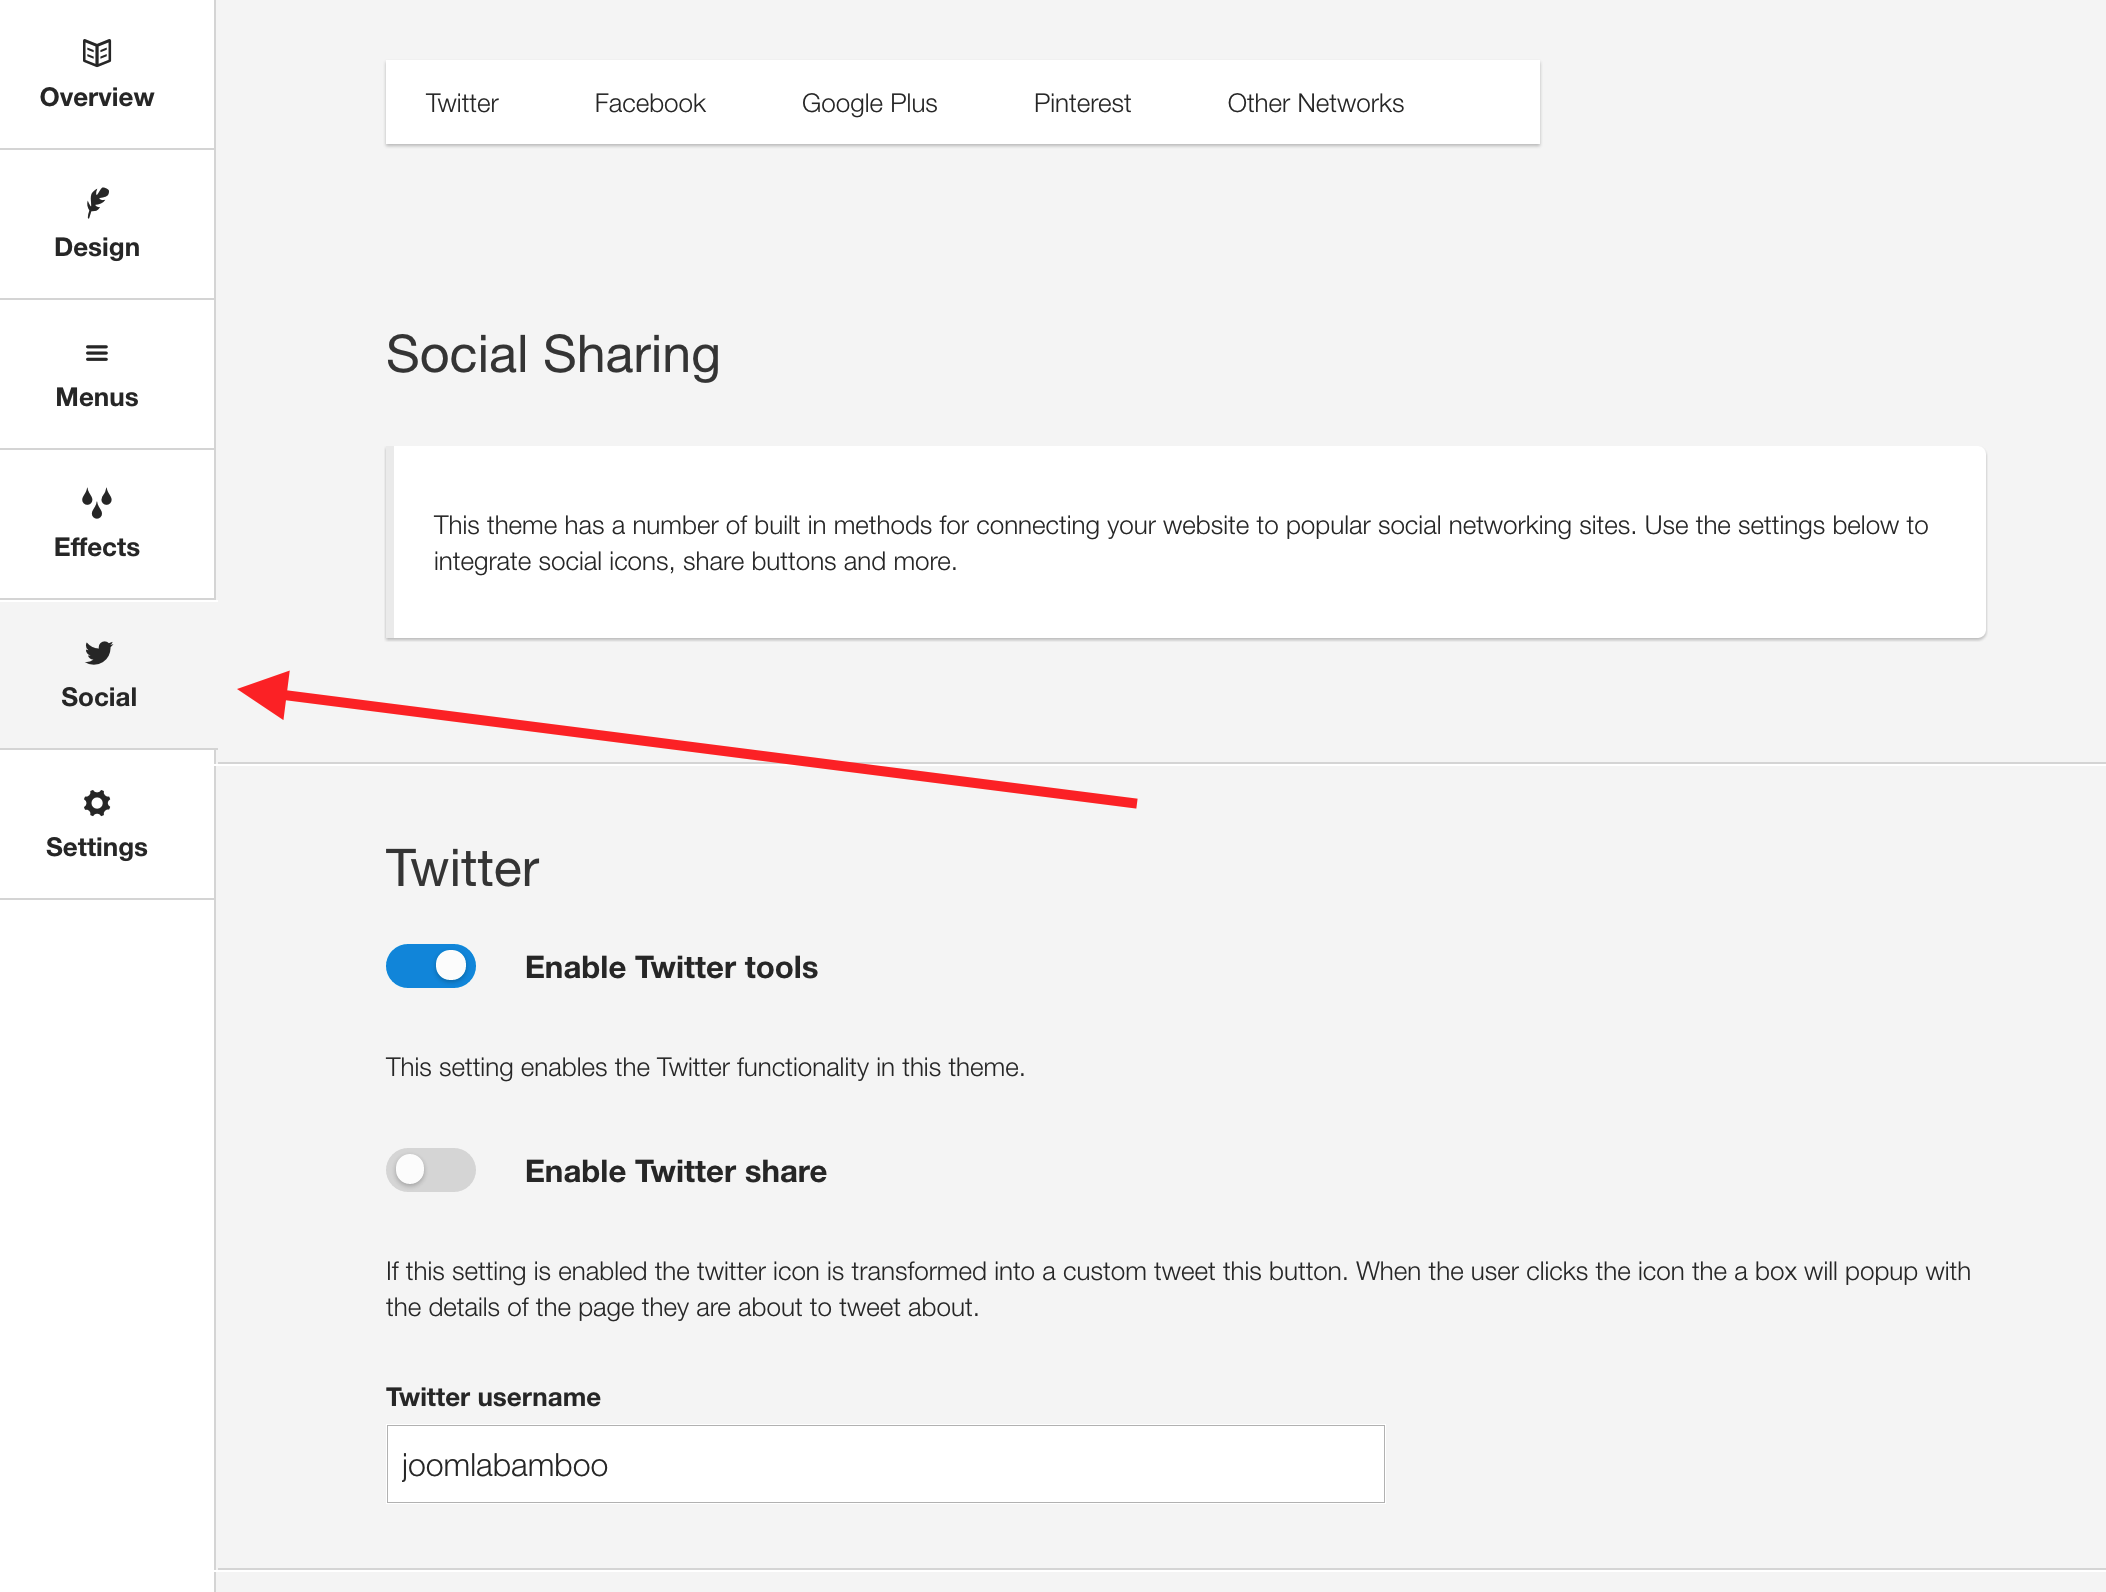 Overview
Design
Menus
Effects
Social
Settings
Twitter Facebook Google Plus Pinterest Other Networks
Social Sharing
This theme has a number of built in methods for connecting your website to popular social networking sites. Use the settings below to
integrate social icons, share buttons and more.
Twitter
Enable Twitter tools
This setting enables the Twitter functionality in this theme.
Enable Twitter share
If this setting is enabled the twitter icon is transformed into a custom tweet this button. When the user clicks the icon the a box will popup with
the details of the page they are about to tweet about.
Twitter username
joomlabamboo